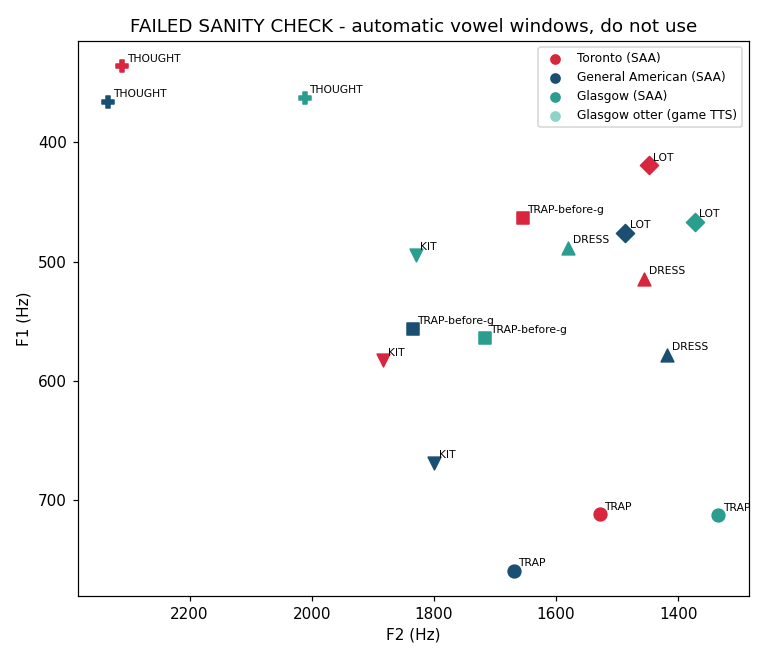 FAILED SANITY CHECK - automatic vowel windows, do not use
Toronto (SAA)
General American (SAA)
Glasgow (SAA)
Glasgow otter (game TTS)
THOUGHT
THOUGHT
THOUGHT
LOT
TRAP-before-g
LOT
LOT
DRESS
KIT
DRESS
TRAP-before-g
TRAP-before-g
DRESS
KIT
KIT
TRAP
TRAP
TRAP
400
500
600
700
F1 (Hz)
2200 2000 1800 1600 1400
F2 (Hz)